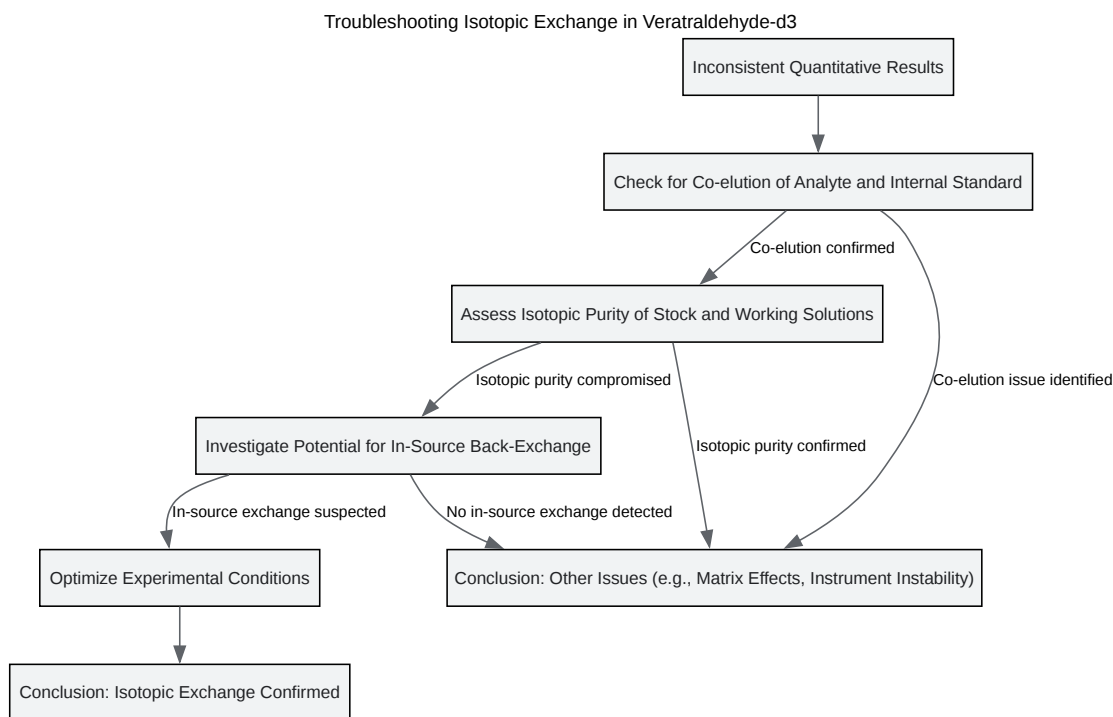 Troubleshooting Isotopic Exchange in Veratraldehyde-d3
Inconsistent Quantitative Results
Check for Co-elution of Analyte and Internal Standard
Co-elution confirmed
Assess Isotopic Purity of Stock and Working Solutions
Isotopic purity compromised
Co-elution issue identified
Investigate Potential for In-Source Back-Exchange
Isotopic purity confirmed
In-source exchange suspected
No in-source exchange detected
Optimize Experimental Conditions
Conclusion: Other Issues (e.g., Matrix Effects, Instrument Instability)
Conclusion: Isotopic Exchange Confirmed